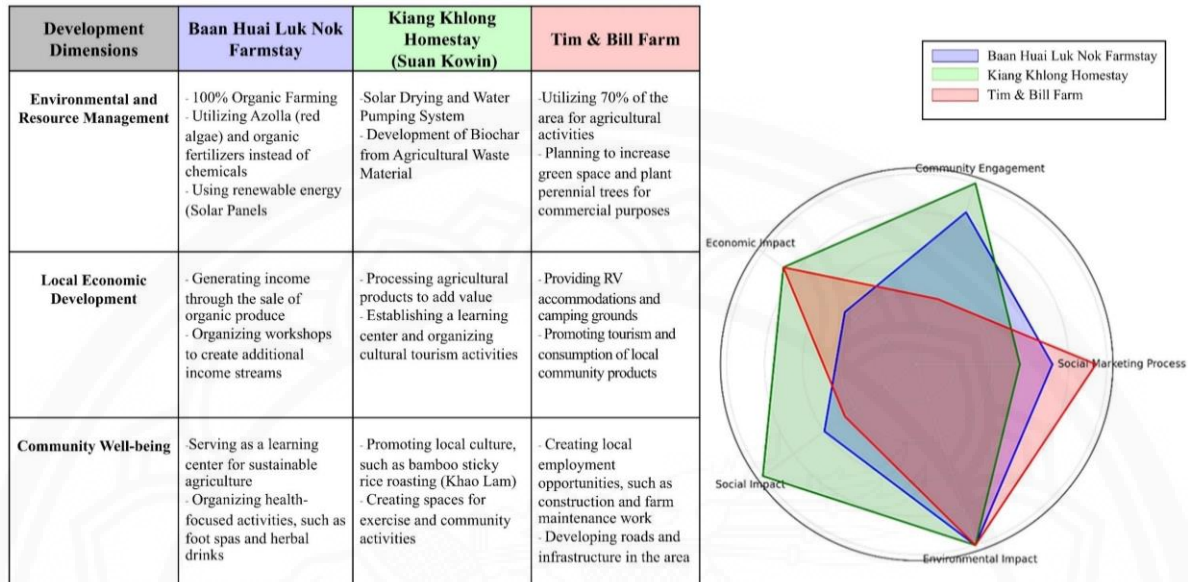 Development
Dimensions
Baan Huai Luk Nok
Farmstay
Kiang Khlong
Homestay
(Suan Kowin)
Tim & Bill Farm
Environmental and
Resource Management
- 100% Organic Farming
- Utilizing Azolla (red
algae) and organic
fertilizers instead of
chemicals
- Using renewable energy
(Solar Panels
-Solar Drying and Water
Pumping System
- Development of Biochar
from Agricultural Waste
Material
-Utilizing 70% of the
area for agricultural
activities
- Planning to increase
green space and plant
perennial trees for
commercial purposes
Local Economic
Development
- Generating income
through the sale of
organic produce
- Organizing workshops
to create additional
income streams
- Processing agricultural
products to add value
- Establishing a learning
center and organizing
cultural tourism activities
- Providing RV
accommodations and
camping grounds
- Promoting tourism and
consumption of local
community products
Community Well-being
-Serving as a learning
center for sustainable
agriculture
- Organizing health-
focused activities, such as
foot spas and herbal
drinks
- Promoting local culture,
such as bamboo sticky
rice roasting (Khao Lam)
- Creating spaces for
exercise and community
activities
- Creating local
employment
opportunities, such as
construction and farm
maintenance work
- Developing roads and
infrastructure in the area
Baan Huai Luk Nok Farmstay
Kiang Khlong Homestay
Tim & Bill Farm
Community Engagement
Economic Impact
Social Marketing Process
Social Impact
Environmental Impact